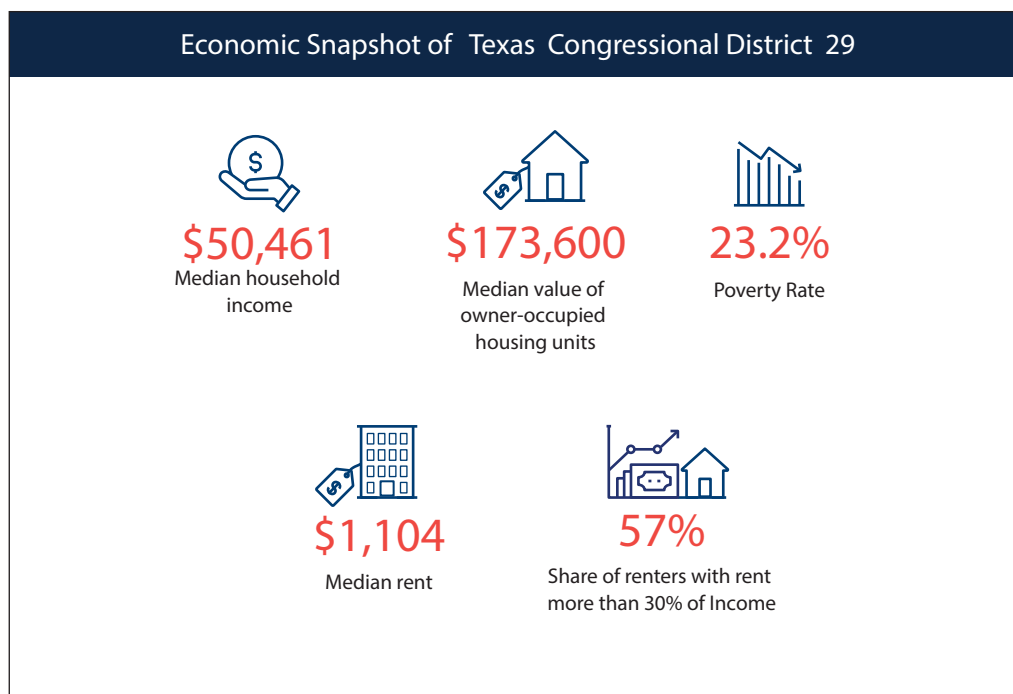 Economic Snapshot of Texas Congressional District 29
$
$50,461
Median household
income
$
$173,600
Median value of
owner-occupied
housing units
23.2%
Poverty Rate
$
$1,104
Median rent
57%
Share of renters with rent
more than 30% of Income